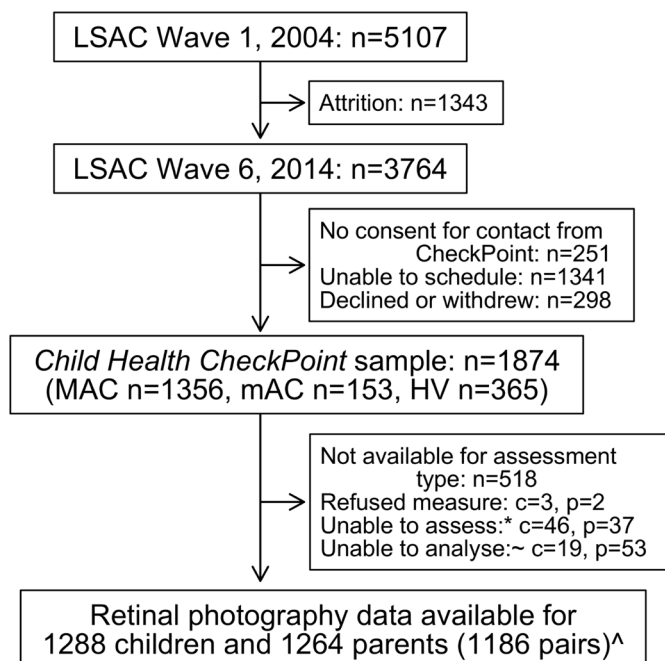 LSAC Wave 1, 2004: n=5107
Attrition: n=1343
LSAC Wave 6, 2014: n=3764
No consent for contact from
CheckPoint: n=251
Unable to schedule: n=1341
Declined or withdrew: n=298
Child Health CheckPoint sample: n=1874
(MAC n=1356, mAC n=153, HV n=365)
Not available for assessment
type: n=518
Refused measure: c=3, p=2
Unable to assess:* c=46, p=37
Unable to analyse:~ c=19, p=53
Retinal photography data available for
1288 children and 1264 parents (1186 pairs)^